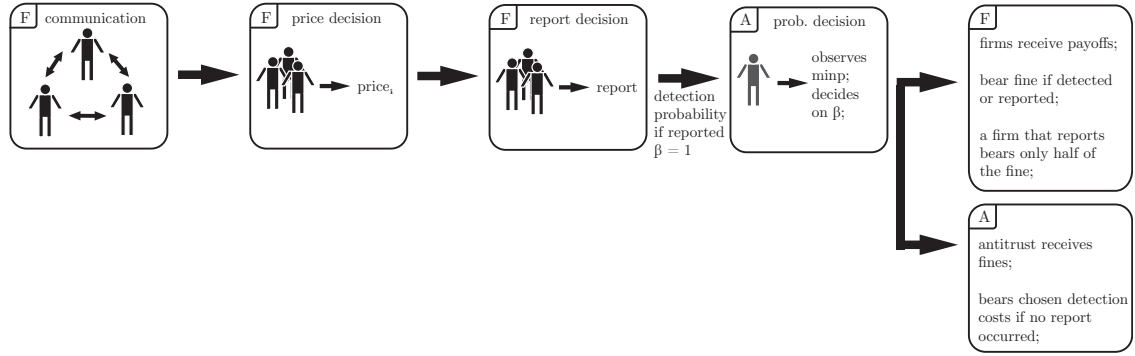 F communication
F price decision
priceᵢ
F report decision
report
detection
probability
if reported
β = 1
A prob. decision
observes
minp;
decides
on β;
F
firms receive payoffs;
bear fine if detected
or reported;
a firm that reports
bears only half of
the fine;
A
antitrust receives
fines;
bears chosen detection
costs if no report
occurred;